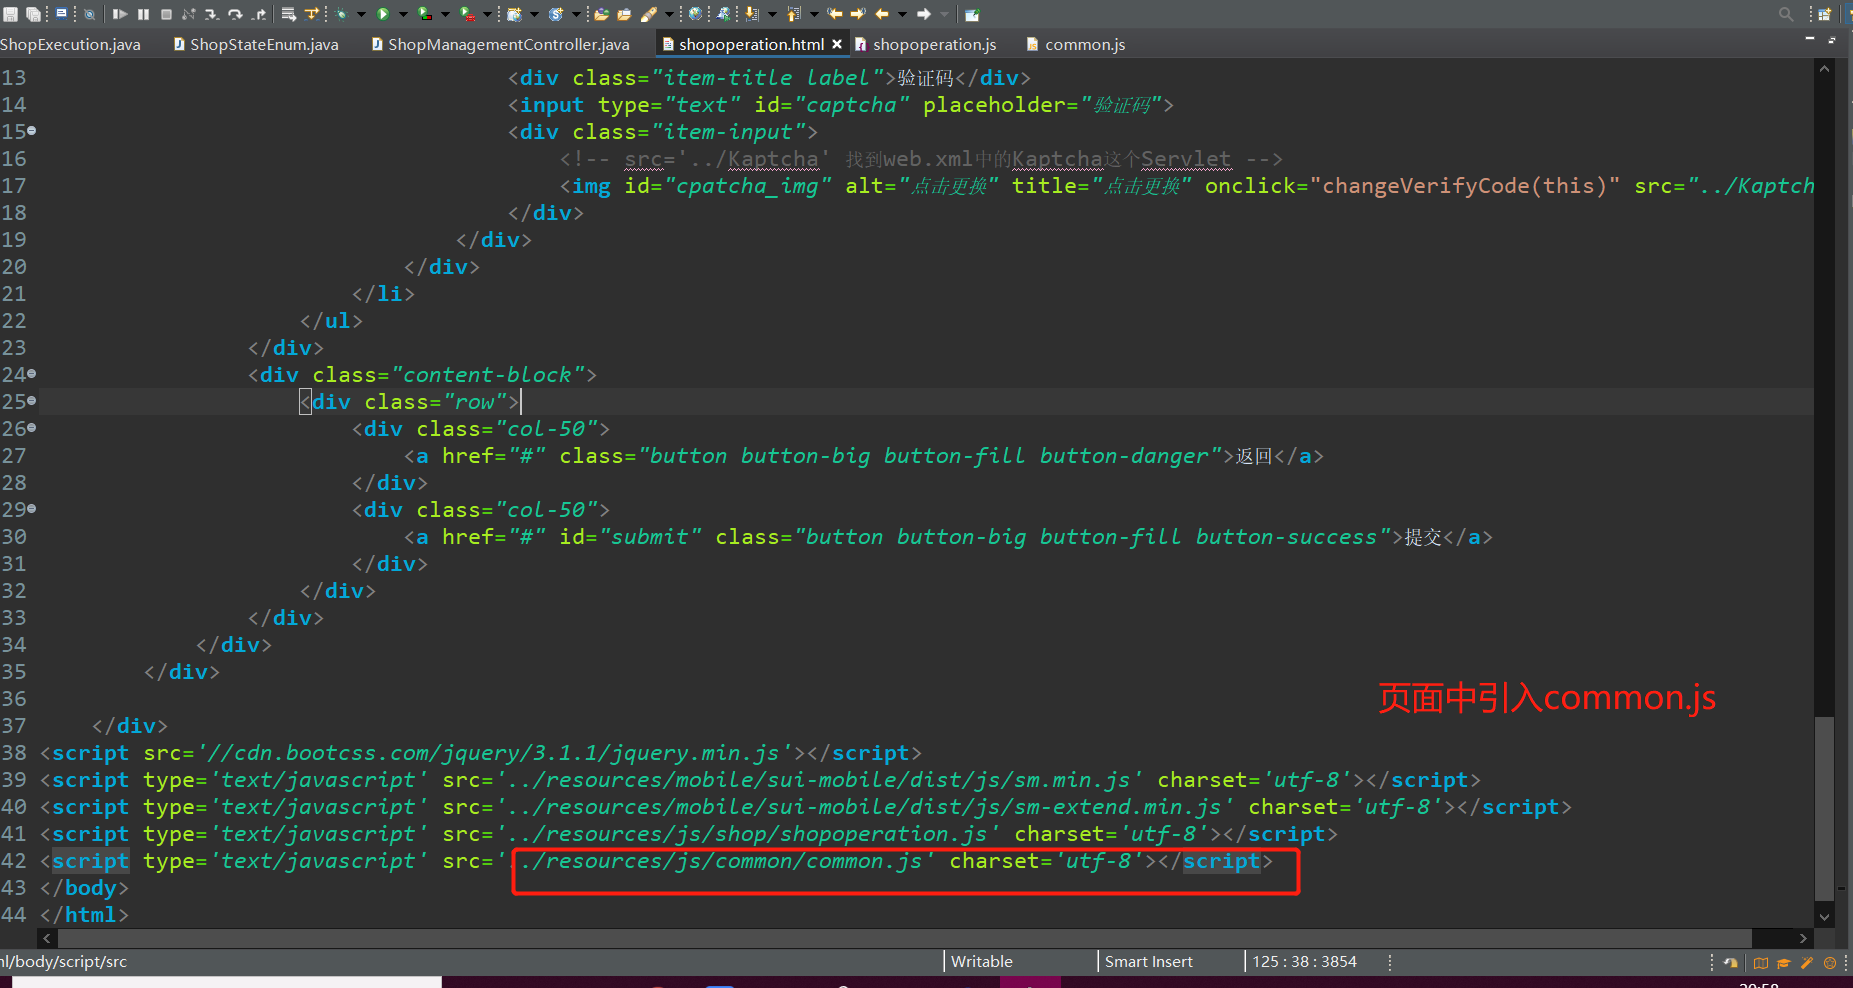 ShopExecution.java ShopStateEnum.java ShopManagementController.java shopoperation.html shopoperation.js common.js
13 <div class="item-title label">验证码</div>
14 <input type="text" id="captcha" placeholder="验证码">
15 <div class="item-input">
16 <!-- src='../Kaptcha' 找到web.xml中的Kaptcha这个Servlet -->
17 <img id="cpatcha_img" alt="点击更换" title="点击更换" onclick="changeVerifyCode(this)" src="../Kaptch
18 </div>
19 </div>
20 </div>
21 </li>
22 </ul>
23 </div>
24 <div class="content-block">
25 <div class="row">
26 <div class="col-50">
27 <a href="#" class="button button-big button-fill button-danger">返回</a>
28 </div>
29 <div class="col-50">
30 <a href="#" id="submit" class="button button-big button-fill button-success">提交</a>
31 </div>
32 </div>
33 </div>
34 </div>
35 </div>
36
页面中引入common.js
37 </div>
38 <script src='//cdn.bootcss.com/jquery/3.1.1/jquery.min.js'></script>
39 <script type='text/javascript' src='../resources/mobile/sui-mobile/dist/js/sm.min.js' charset='utf-8'></script>
40 <script type='text/javascript' src='../resources/mobile/sui-mobile/dist/js/sm-extend.min.js' charset='utf-8'></script>
41 <script type='text/javascript' src='../resources/js/shop/shopoperation.js' charset='utf-8'></script>
42 <script type='text/javascript' src='../resources/js/common/common.js' charset='utf-8'></script>
43 </body>
44 </html>
nl/body/script/src Writable Smart Insert 125 : 38 : 3854